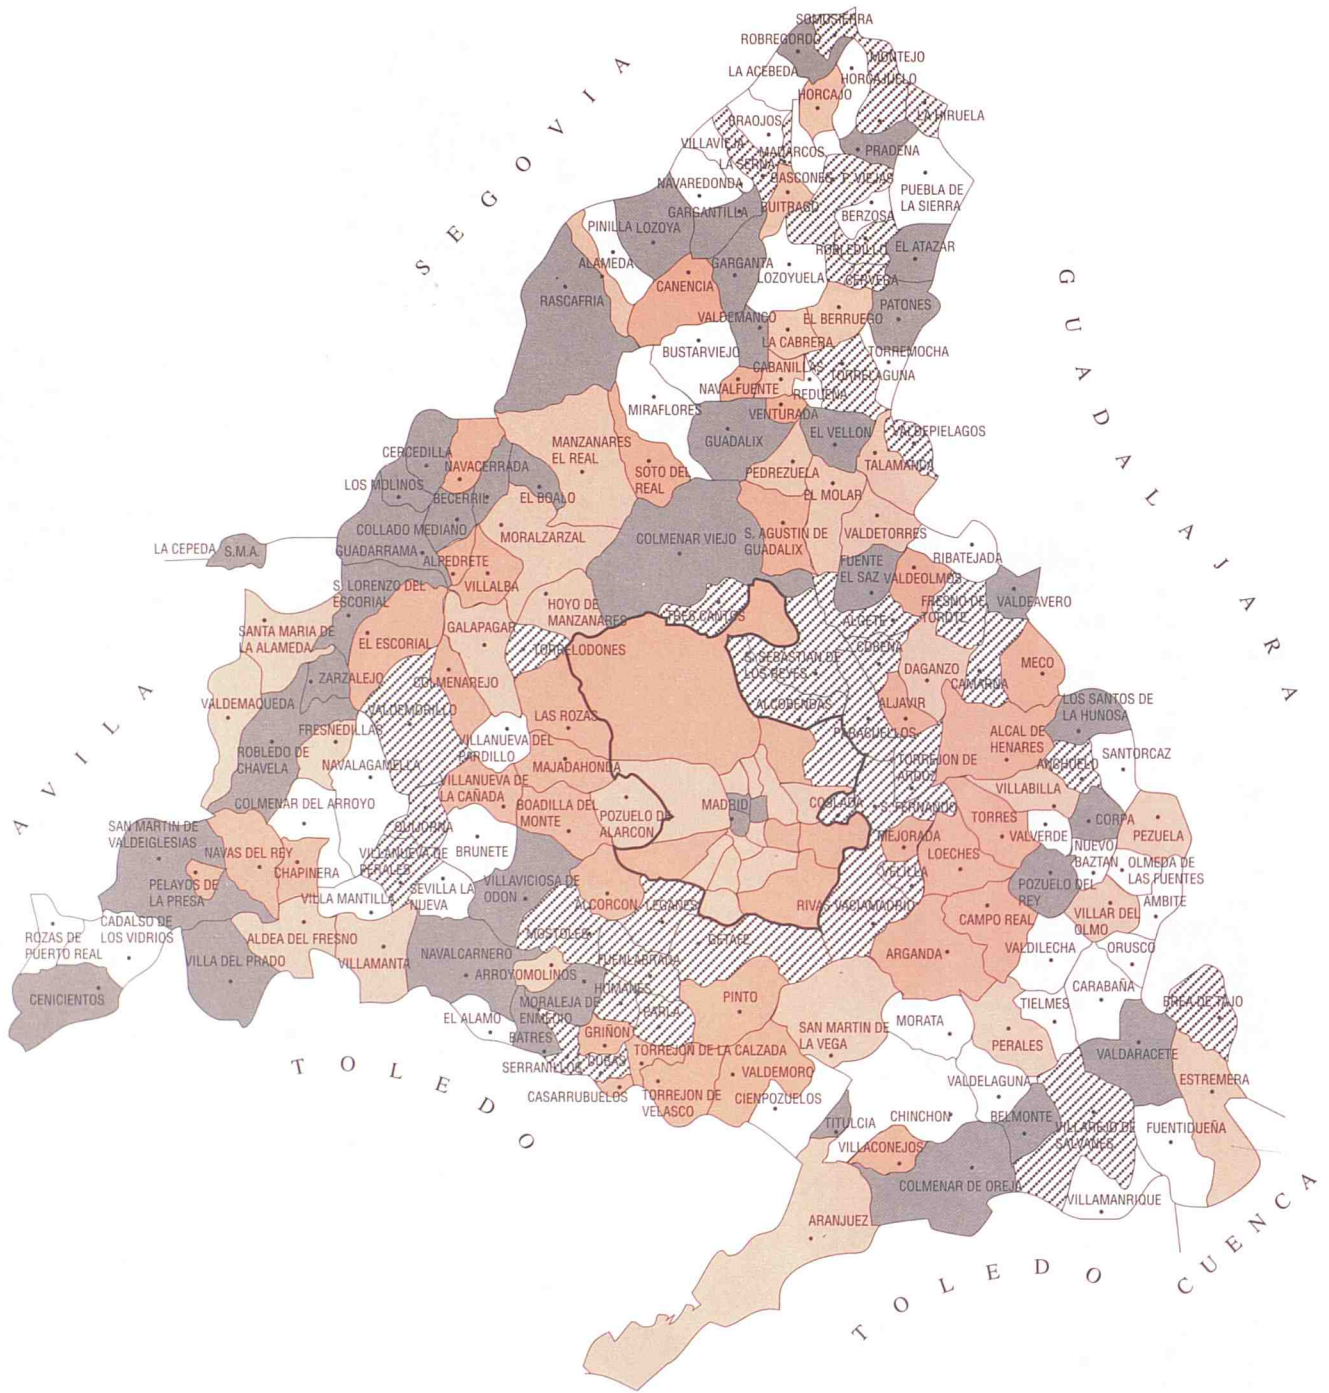 SOMOSIERRA
ROBREGORDO
MONTEJO
LA ACEBEDA
HORCAJUELO
HORCAJO
LA HIRUELA
BRAOJOS
VILLAVIEJA
MADARCOS
PRADENA
LA SERNA
GASCONES
P. VIEJAS
NAVAREDONDA
PUEBLA DE
LA SIERRA
GARGANTILLA
BUITRAGO
BERZOSA
PINILLA
LOZOYA
ROBLEDILLO
EL ATAZAR
ALAMEDA
GARGANTA
LOZOYUELA
CERVEGA
RASCAFRIA
CANENCIA
PATONES
VALDEMANCO
EL BERRUEGO
LA CABRERA
BUSTARVIEJO
TORREMOCHA
CABANILLAS
TORRELAGUNA
NAVALFUENTE
REDUEÑA
MIRAFLORES
VENTURADA
GUADALIX
EL VELLON
VALDEPIELAGOS
CERCEDILLA
MANZANARES
EL REAL
NAVACERRADA
SOTO DEL
REAL
PEDREZUELA
TALAMANCA
LOS MOLINOS
BECERRIL
EL BOALO
EL MOLAR
COLLADO MEDIANO
MORALZARZAL
COLMENAR VIEJO
S. AGUSTIN DE
GUADALIX
VALDETORRES
LA CEPEDA
S.M.A.
GUADARRAMA
ALPEDRETE
RIBATEJADA
FUENTE
EL SAZ
VALDEOLMOS
S. LORENZO DEL
ESCORIAL
VILLALBA
HOYO DE
MANZANARES
TRES CANTOS
FRESNO DE
TOROTE
VALDEAVERO
ALGETE
SANTA MARIA DE
LA ALAMEDA
EL ESCORIAL
GALAPAGAR
TORRELODONES
COBEÑA
S. SEBASTIAN DE
LOS REYES
DAGANZO
CAMARMA
MECO
ZARZALEJO
COLMENAREJO
VALDEMAQUEDA
VALDEMORILLO
LAS ROZAS
ALCOBENDAS
ALJAVIR
LOS SANTOS DE
LA HUNOSA
FRESNEDILLAS
VILLANUEVA DEL
PARDILLO
PARACUELLOS
ALCAL DE
HENARES
ROBLEDO DE
CHAVELA
NAVALAGAMELLA
MAJADAHONDA
TORREJON DE
ARDOZ
ANCHUELO
SANTORCAZ
VILLANUEVA DE
LA CAÑADA
VILLABILLA
COLMENAR DEL ARROYO
BOADILLA DEL
MONTE
POZUELO DE
ALARCON
MADRID
COSLADA
S. FERNANDO
TORRES
CORPA
PEZUELA
SAN MARTIN DE
VALDEIGLESIAS
QUIJORNA
MEJORADA
VALVERDE
NAVAS DEL REY
VILLANUEVA DE
PERALES
BRUNETE
LOECHES
NUEVO
BAZTAN
OLMEDA DE
LAS FUENTES
CHAPINERA
VELILLA
PELAYOS DE
LA PRESA
SEVILLA LA
NUEVA
VILLAVICIOSA DE
ODON
POZUELO DEL
REY
VILLA MANTILLA
ALCORCON
LEGANES
RIVAS VACIAMADRID
CAMPO REAL
VILLAR DEL
OLMO
AMBITE
CADALSO DE
LOS VIDRIOS
ROZAS DE
PUERTO REAL
ALDEA DEL FRESNO
MOSTOLES
GETAFE
VALDILECHA
ORUSCO
VILLA DEL PRADO
VILLAMANTA
NAVALCARNERO
FUENLABRADA
ARGANDA
ARROYOMOLINOS
CENICIENTOS
HUMANES
PINTO
CARABAÑA
MORALEJA DE
ENMEDIO
PARLA
TIELMES
BREA DE TAJO
EL ALAMO
BATRES
GRIÑON
SAN MARTIN DE
LA VEGA
MORATA
PERALES
VALDARACETE
TORREJON DE LA CALZADA
SERRANILLOS
CUBAS
VALDEMORO
CASARRUBUELOS
TORREJON DE
VELASCO
CIENPOZUELOS
VALDELAGUNA
ESTREMERA
TITULCIA
CHINCHON
BELMONTE
VILLAREJO DE
SALVANES
FUENTIDUEÑA
VILLACONEJOS
COLMENAR DE OREJA
VILLAMANRIQUE
ARANJUEZ
SEGOVIA
GUADALAJARA
AVILA
TOLEDO
TOLEDO
CUENCA